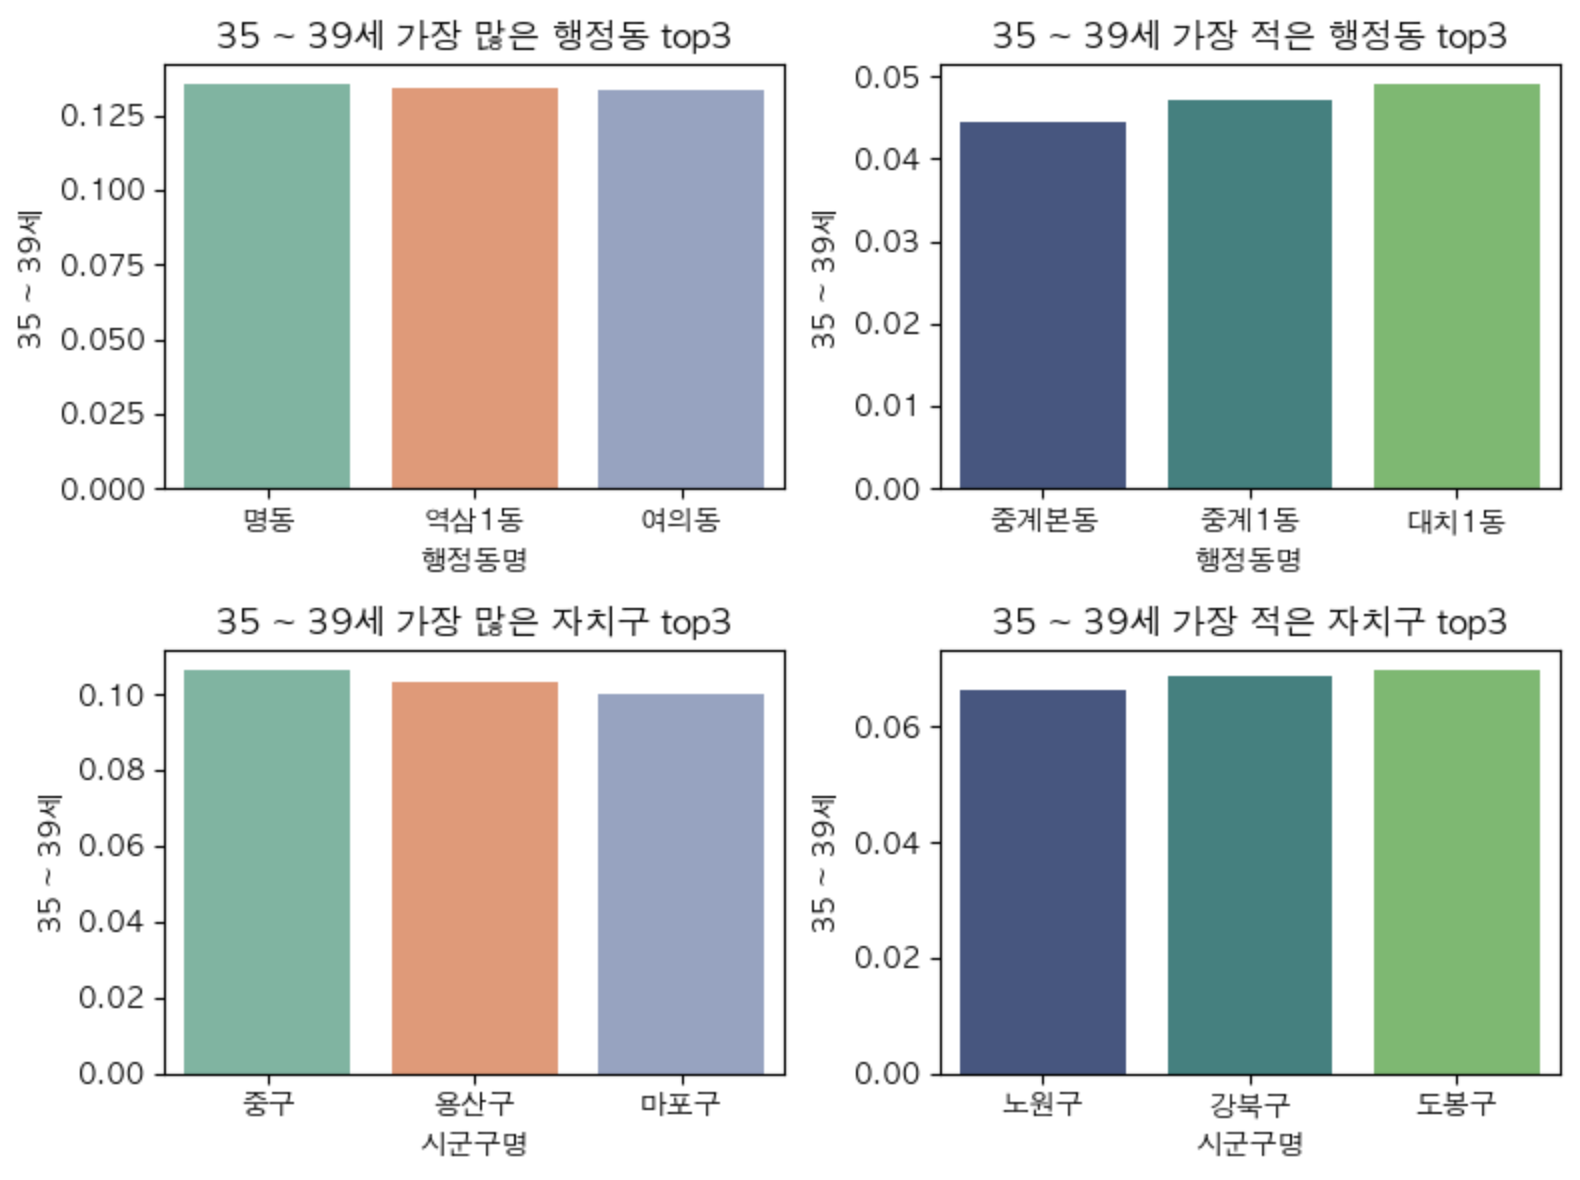 35 ~ 39세 가장 많은 행정동 top3
35 ~ 39세
0.125
0.100
0.075
0.050
0.025
0.000
명동 역삼1동 여의동
행정동명
35 ~ 39세 가장 적은 행정동 top3
35 ~ 39세
0.05
0.04
0.03
0.02
0.01
0.00
중계본동 중계1동 대치1동
행정동명
35 ~ 39세 가장 많은 자치구 top3
35 ~ 39세
0.10
0.08
0.06
0.04
0.02
0.00
중구 용산구 마포구
시군구명
35 ~ 39세 가장 적은 자치구 top3
35 ~ 39세
0.06
0.04
0.02
0.00
노원구 강북구 도봉구
시군구명